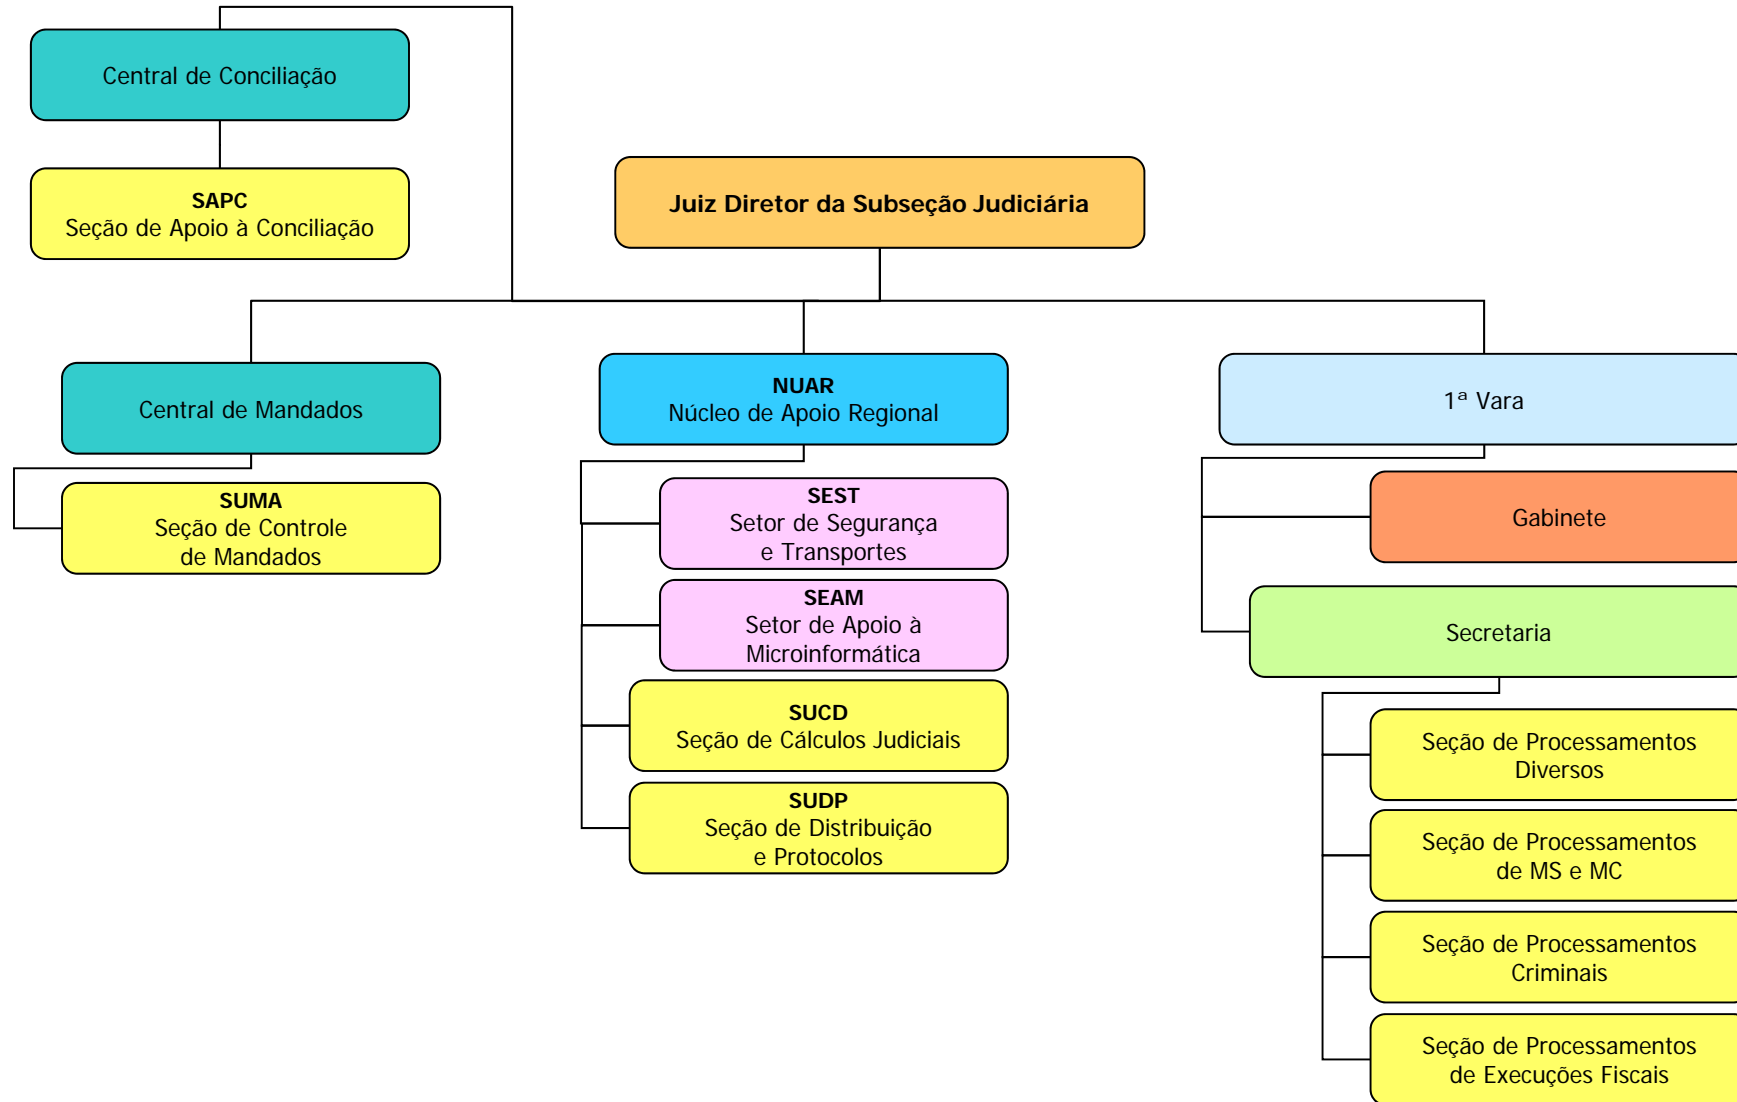 Central de Conciliação
SAPC
Seção de Apoio à Conciliação
Juiz Diretor da Subseção Judiciária
Central de Mandados
SUMA
Seção de Controle
de Mandados
NUAR
Núcleo de Apoio Regional
SEST
Setor de Segurança
e Transportes
SEAM
Setor de Apoio à
Microinformática
SUCD
Seção de Cálculos Judiciais
SUDP
Seção de Distribuição
e Protocolos
1ª Vara
Gabinete
Secretaria
Seção de Processamentos
Diversos
Seção de Processamentos
de MS e MC
Seção de Processamentos
Criminais
Seção de Processamentos
de Execuções Fiscais